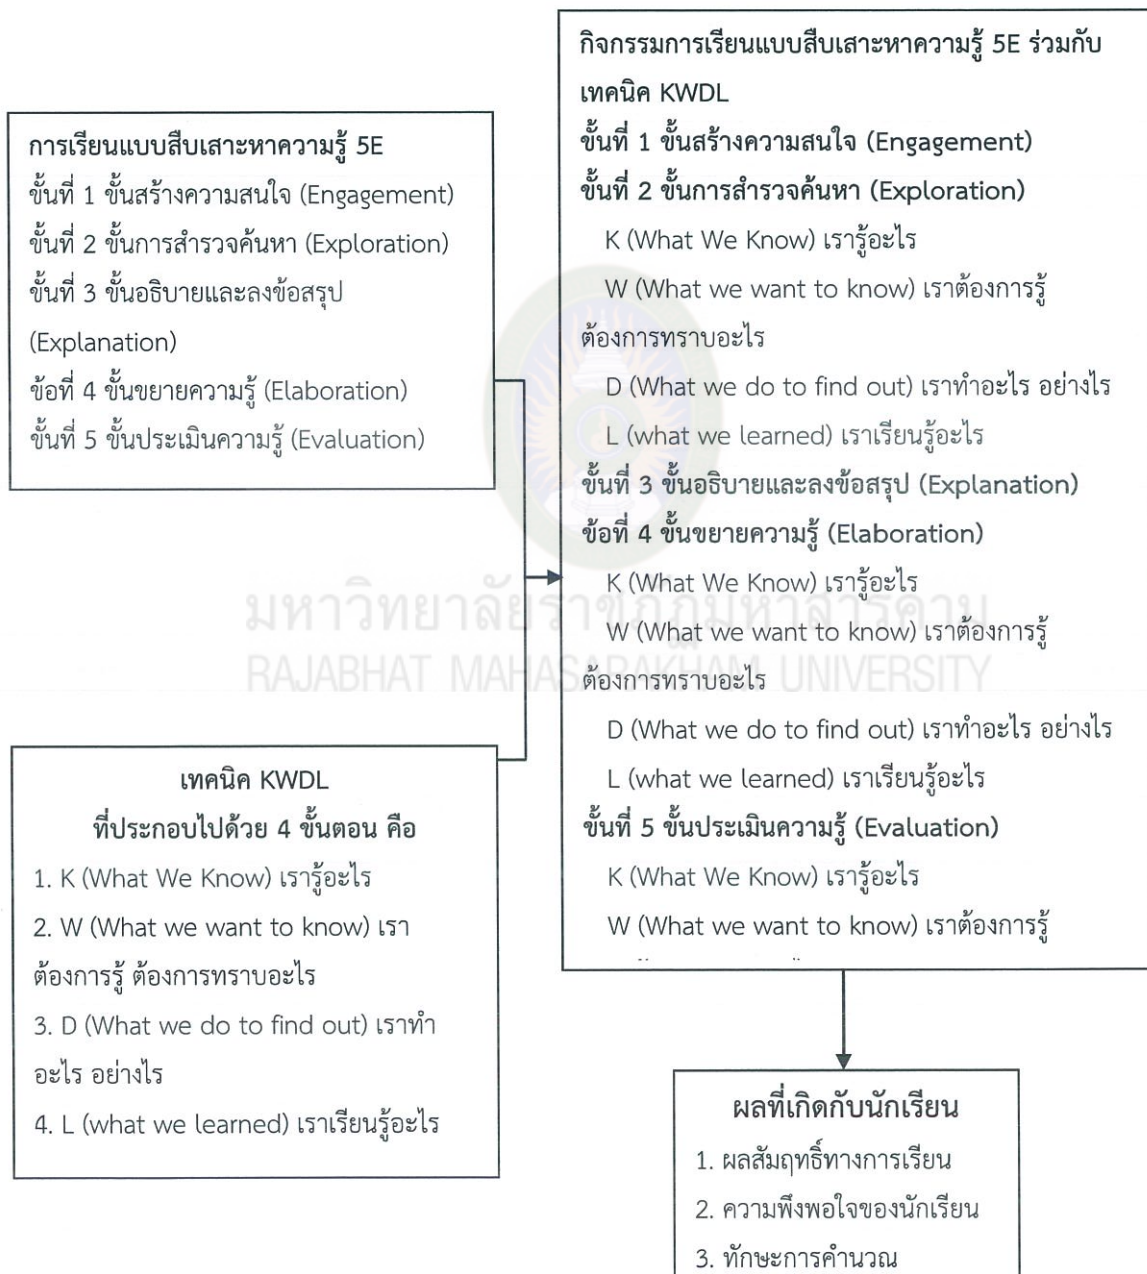 การเรียนแบบสืบเสาะหาความรู้ 5E
ขั้นที่ 1 ขั้นสร้างความสนใจ (Engagement)
ขั้นที่ 2 ขั้นการสำรวจค้นหา (Exploration)
ขั้นที่ 3 ขั้นอธิบายและลงข้อสรุป
(Explanation)
ข้อที่ 4 ขั้นขยายความรู้ (Elaboration)
ขั้นที่ 5 ขั้นประเมินความรู้ (Evaluation)
เทคนิค KWDL
ที่ประกอบไปด้วย 4 ขั้นตอน คือ
1. K (What We Know) เรารู้อะไร
2. W (What we want to know) เรา
ต้องการรู้ ต้องการทราบอะไร
3. D (What we do to find out) เราทำ
อะไร อย่างไร
4. L (what we learned) เราเรียนรู้อะไร
กิจกรรมการเรียนแบบสืบเสาะหาความรู้ 5E ร่วมกับ
เทคนิค KWDL
ขั้นที่ 1 ขั้นสร้างความสนใจ (Engagement)
ขั้นที่ 2 ขั้นการสำรวจค้นหา (Exploration)
K (What We Know) เรารู้อะไร
W (What we want to know) เราต้องการรู้
ต้องการทราบอะไร
D (What we do to find out) เราทำอะไร อย่างไร
L (what we learned) เราเรียนรู้อะไร
ขั้นที่ 3 ขั้นอธิบายและลงข้อสรุป (Explanation)
ข้อที่ 4 ขั้นขยายความรู้ (Elaboration)
K (What We Know) เรารู้อะไร
W (What we want to know) เราต้องการรู้
ต้องการทราบอะไร
D (What we do to find out) เราทำอะไร อย่างไร
L (what we learned) เราเรียนรู้อะไร
ขั้นที่ 5 ขั้นประเมินความรู้ (Evaluation)
K (What We Know) เรารู้อะไร
W (What we want to know) เราต้องการรู้
ผลที่เกิดกับนักเรียน
1. ผลสัมฤทธิ์ทางการเรียน
2. ความพึงพอใจของนักเรียน
3. ทักษะการคำนวณ
มหาวิทยาลัยราชภัฏมหาสารคาม
RAJABHAT MAHASARAKHAM UNIVERSITY